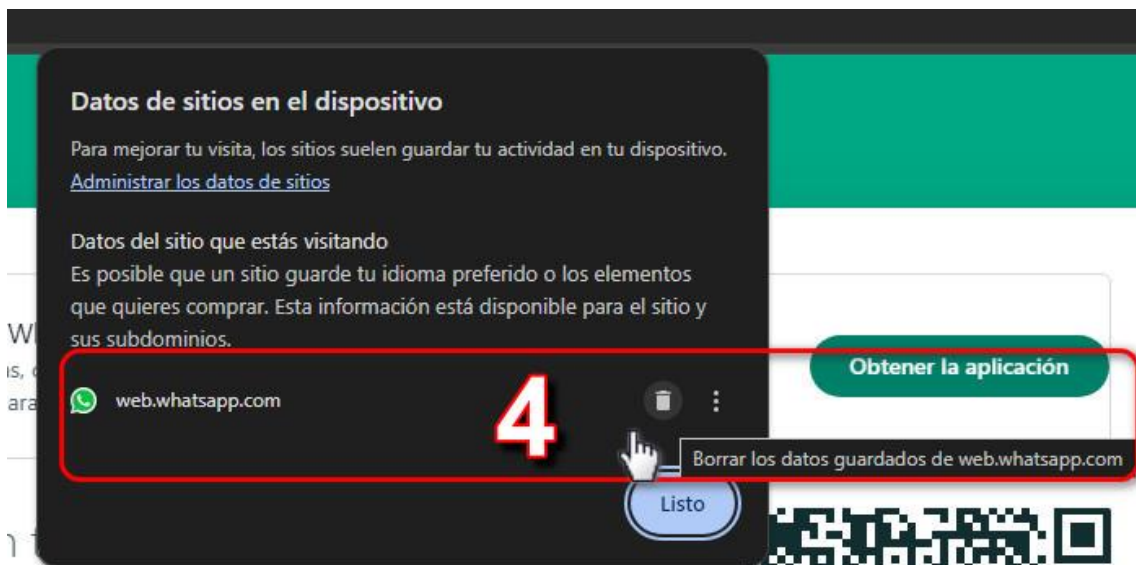 Datos de sitios en el dispositivo
Para mejorar tu visita, los sitios suelen guardar tu actividad en tu dispositivo.
Administrar los datos de sitios
Datos del sitio que estás visitando
Es posible que un sitio guarde tu idioma preferido o los elementos
que quieres comprar. Esta información está disponible para el sitio y
sus subdominios.
Obtener la aplicación
web.whatsapp.com
4
Borrar los datos guardados de web.whatsapp.com
Listo